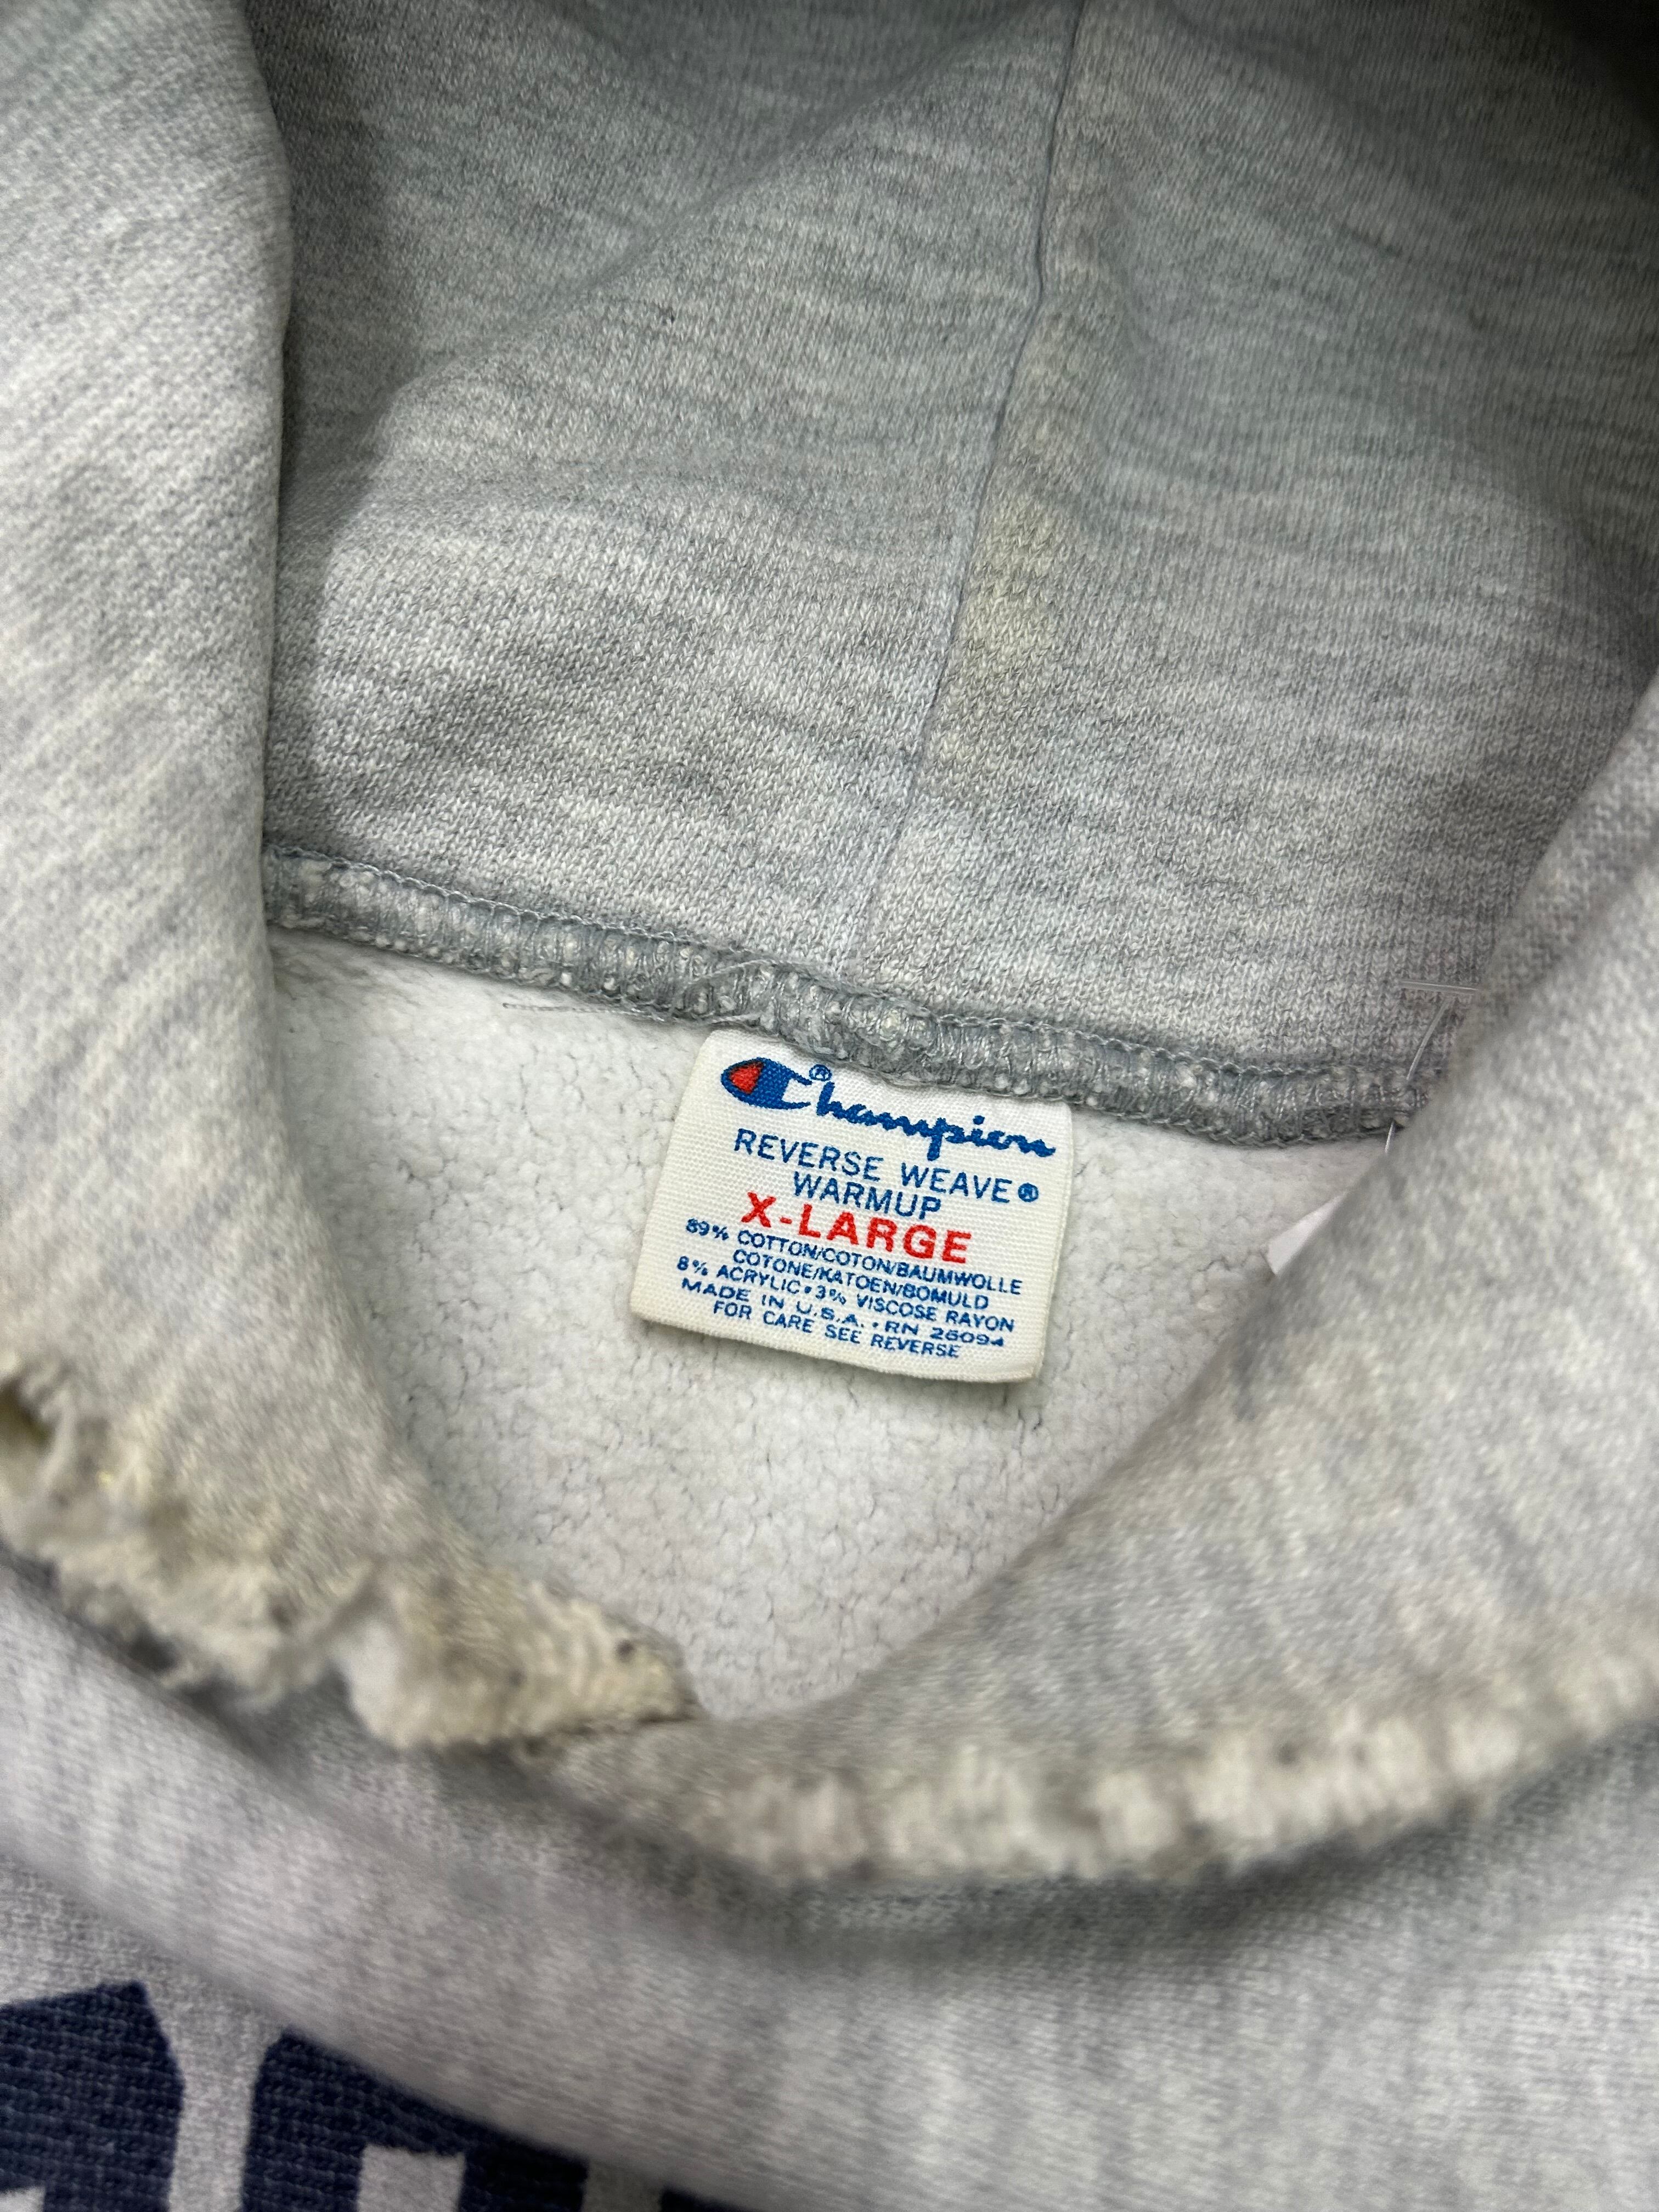 Champion®
REVERSE WEAVE®
WARMUP
X-LARGE
89% COTTON/COTON/BAUMWOLLE
COTONE/KATOEN/BOMULD
8% ACRYLIC•3% VISCOSE RAYON
MADE IN U.S.A. • RN 26094
FOR CARE SEE REVERSE